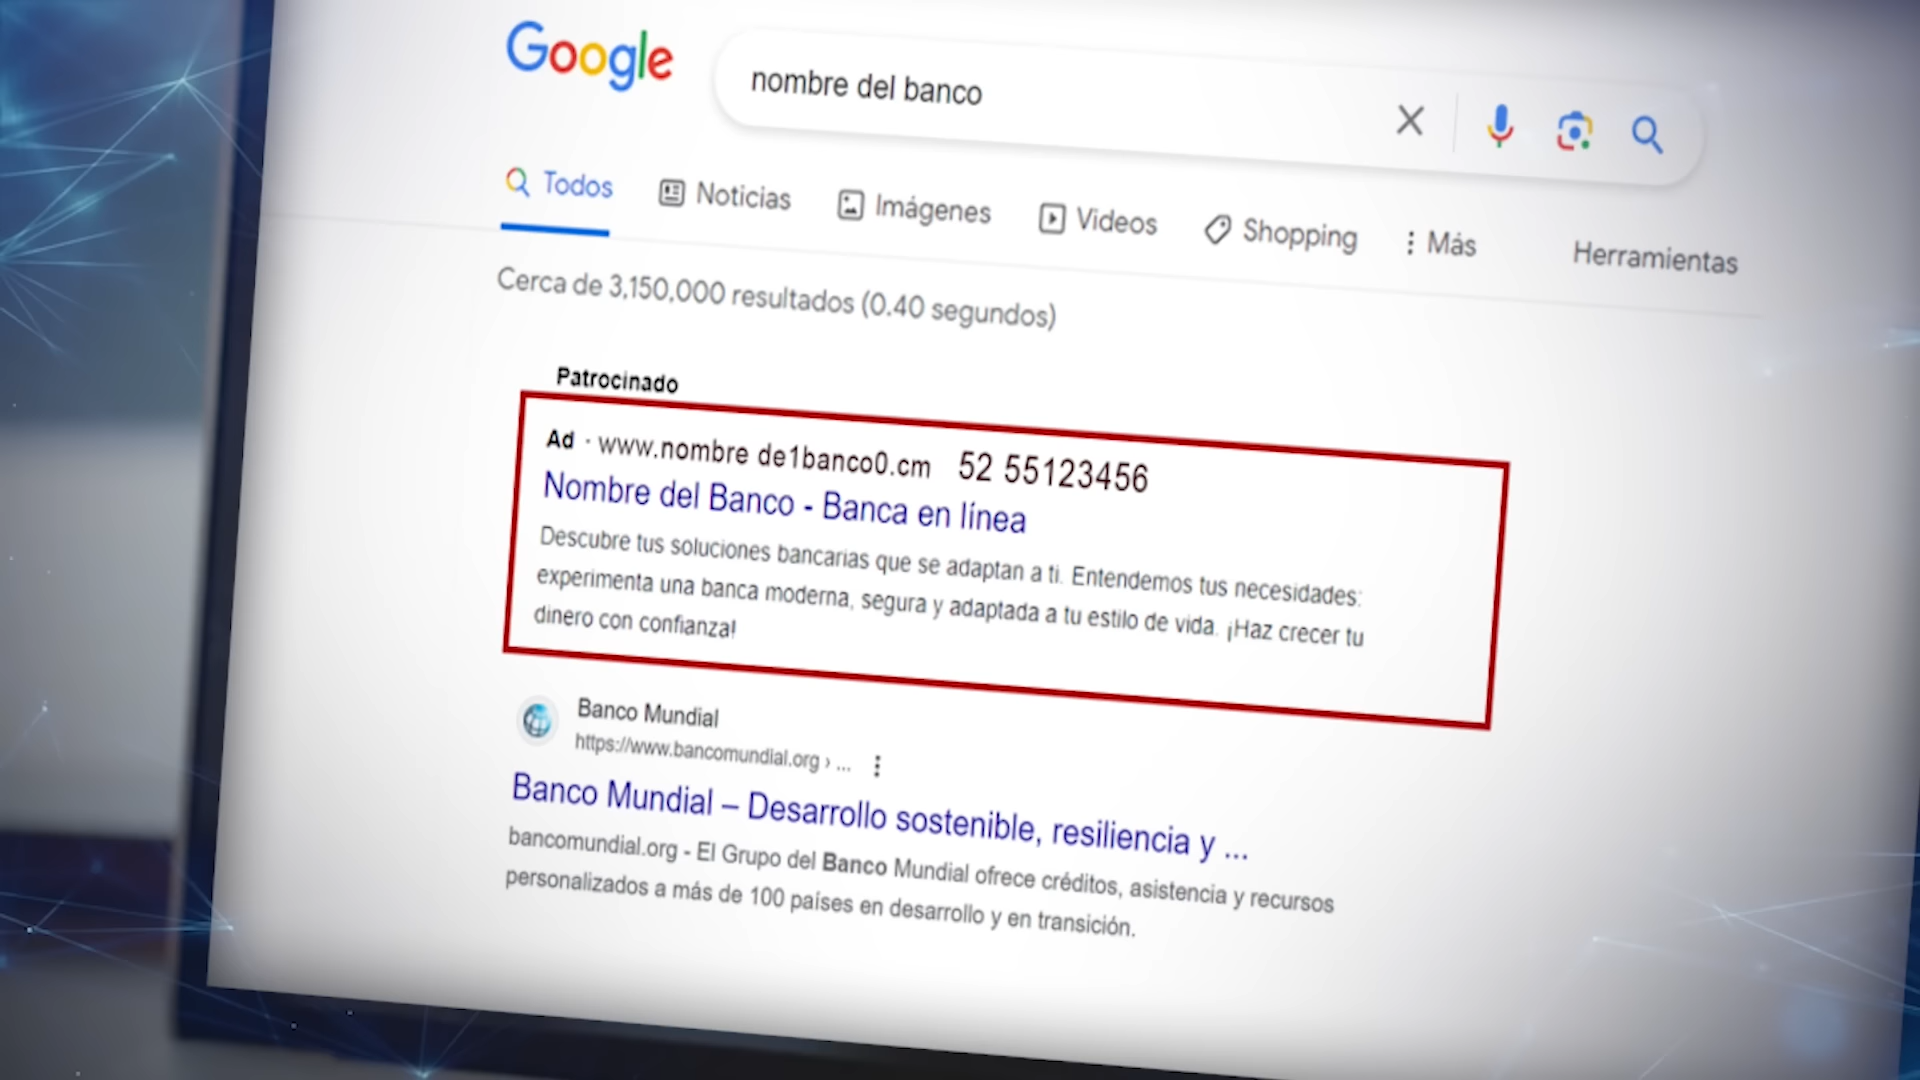 Google
nombre del banco
Todos Noticias Imágenes Videos Shopping Más Herramientas
Cerca de 3,150,000 resultados (0.40 segundos)
Patrocinado
Ad · www.nombre de1banco0.cm 52 55123456
Nombre del Banco - Banca en línea
Descubre tus soluciones bancarias que se adaptan a ti. Entendemos tus necesidades:
experimenta una banca moderna, segura y adaptada a tu estilo de vida. ¡Haz crecer tu
dinero con confianza!
Banco Mundial
https://www.bancomundial.org › ...
Banco Mundial – Desarrollo sostenible, resiliencia y ...
bancomundial.org - El Grupo del Banco Mundial ofrece créditos, asistencia y recursos
personalizados a más de 100 países en desarrollo y en transición.